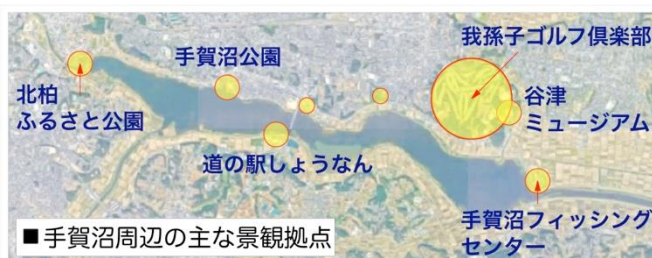 手賀沼公園
我孫子ゴルフ倶楽部
北柏
ふるさと公園
谷津
ミュージアム
道の駅しょうなん
手賀沼フィッシング
センター
■手賀沼周辺の主な景観拠点